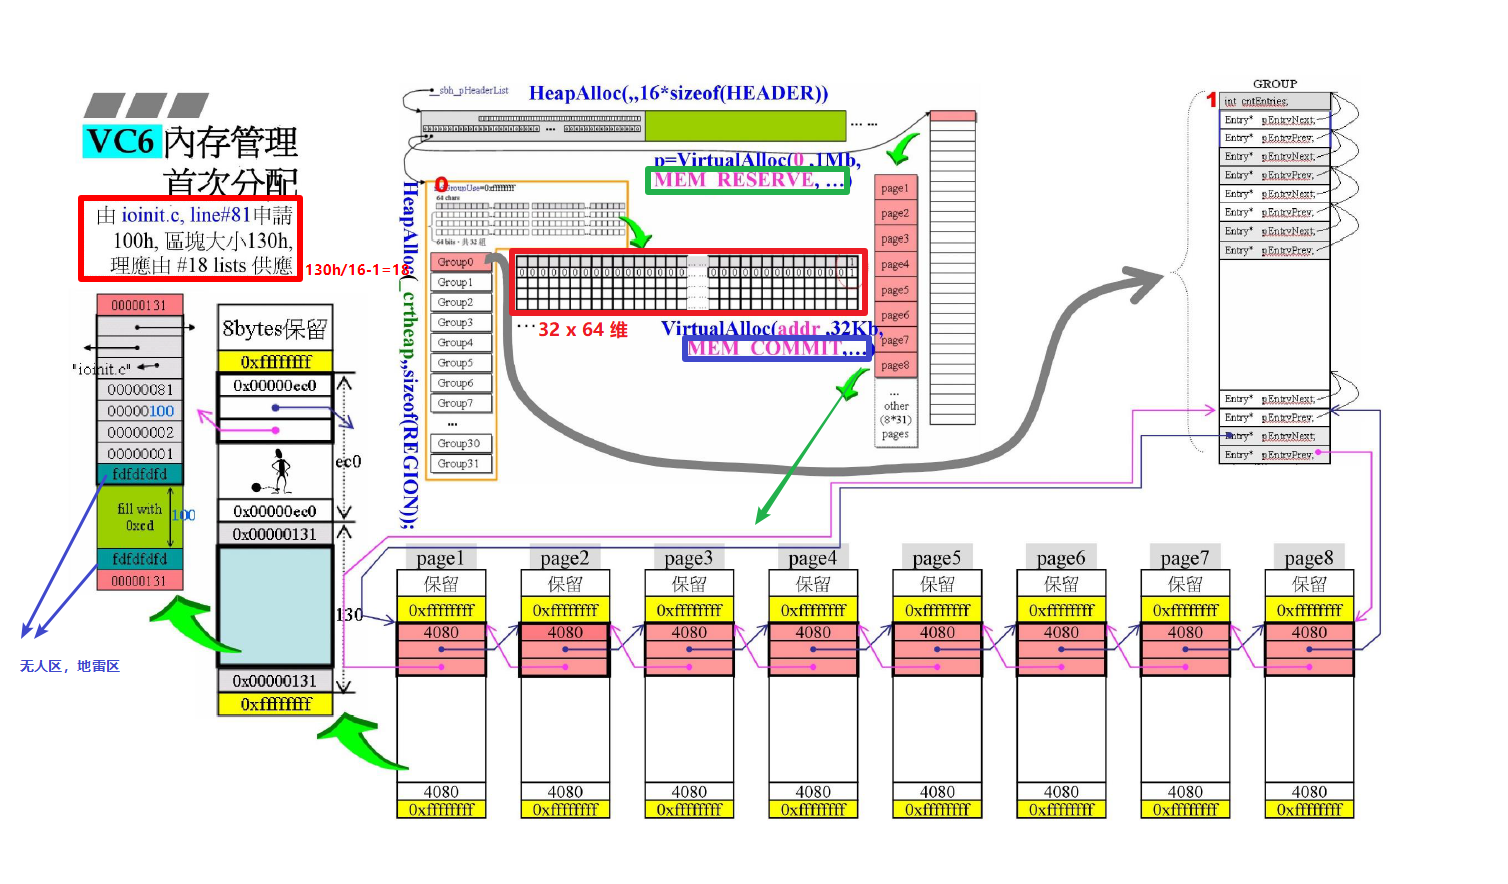 VC6 內存管理
首次分配
由 ioinit.c, line#81申請
100h, 區塊大小130h,
理應由 #18 lists 供應
130h/16-1=18
00000131
"ioinit.c"
00000081
00000100
00000002
00000001
fdfdfdfd
fill with
0xcd
100
fdfdfdfd
00000131
无人区，地雷区
8bytes保留
0xffffffff
0x00000ec0
ec0
0x00000ec0
0x00000131
130
0x00000131
0xffffffff
__sbh_pHeaderList
HeapAlloc(,,16*sizeof(HEADER))
... ...
p=VirtualAlloc(0 ,1Mb,
MEM_RESERVE, ...)
HeapAlloc(_crtheap,,sizeof(REGION));
0
64 chars
64 bits，共 32 組
Group0
Group1
Group2
Group3
Group4
Group5
Group6
Group7
...
Group30
Group31
... 32 x 64 维
VirtualAlloc(addr ,32Kb,
MEM_COMMIT,...)
page1
page2
page3
page4
page5
page6
page7
page8
...
other
(8*31)
pages
GROUP
1
int cntEntries;
Entry* pEntryNext;
Entry* pEntryPrev;
Entry* pEntryNext;
Entry* pEntryPrev;
Entry* pEntryNext;
Entry* pEntryPrev;
Entry* pEntryNext;
Entry* pEntryPrev;
Entry* pEntryNext;
Entry* pEntryPrev;
Entry* pEntryNext;
Entry* pEntryPrev;
page1 page2 page3 page4 page5 page6 page7 page8
保留 保留 保留 保留 保留 保留 保留 保留
0xffffffff 0xffffffff 0xffffffff 0xffffffff 0xffffffff 0xffffffff 0xffffffff 0xffffffff
4080 4080 4080 4080 4080 4080 4080 4080
4080 4080 4080 4080 4080 4080 4080 4080
0xffffffff 0xffffffff 0xffffffff 0xffffffff 0xffffffff 0xffffffff 0xffffffff 0xffffffff